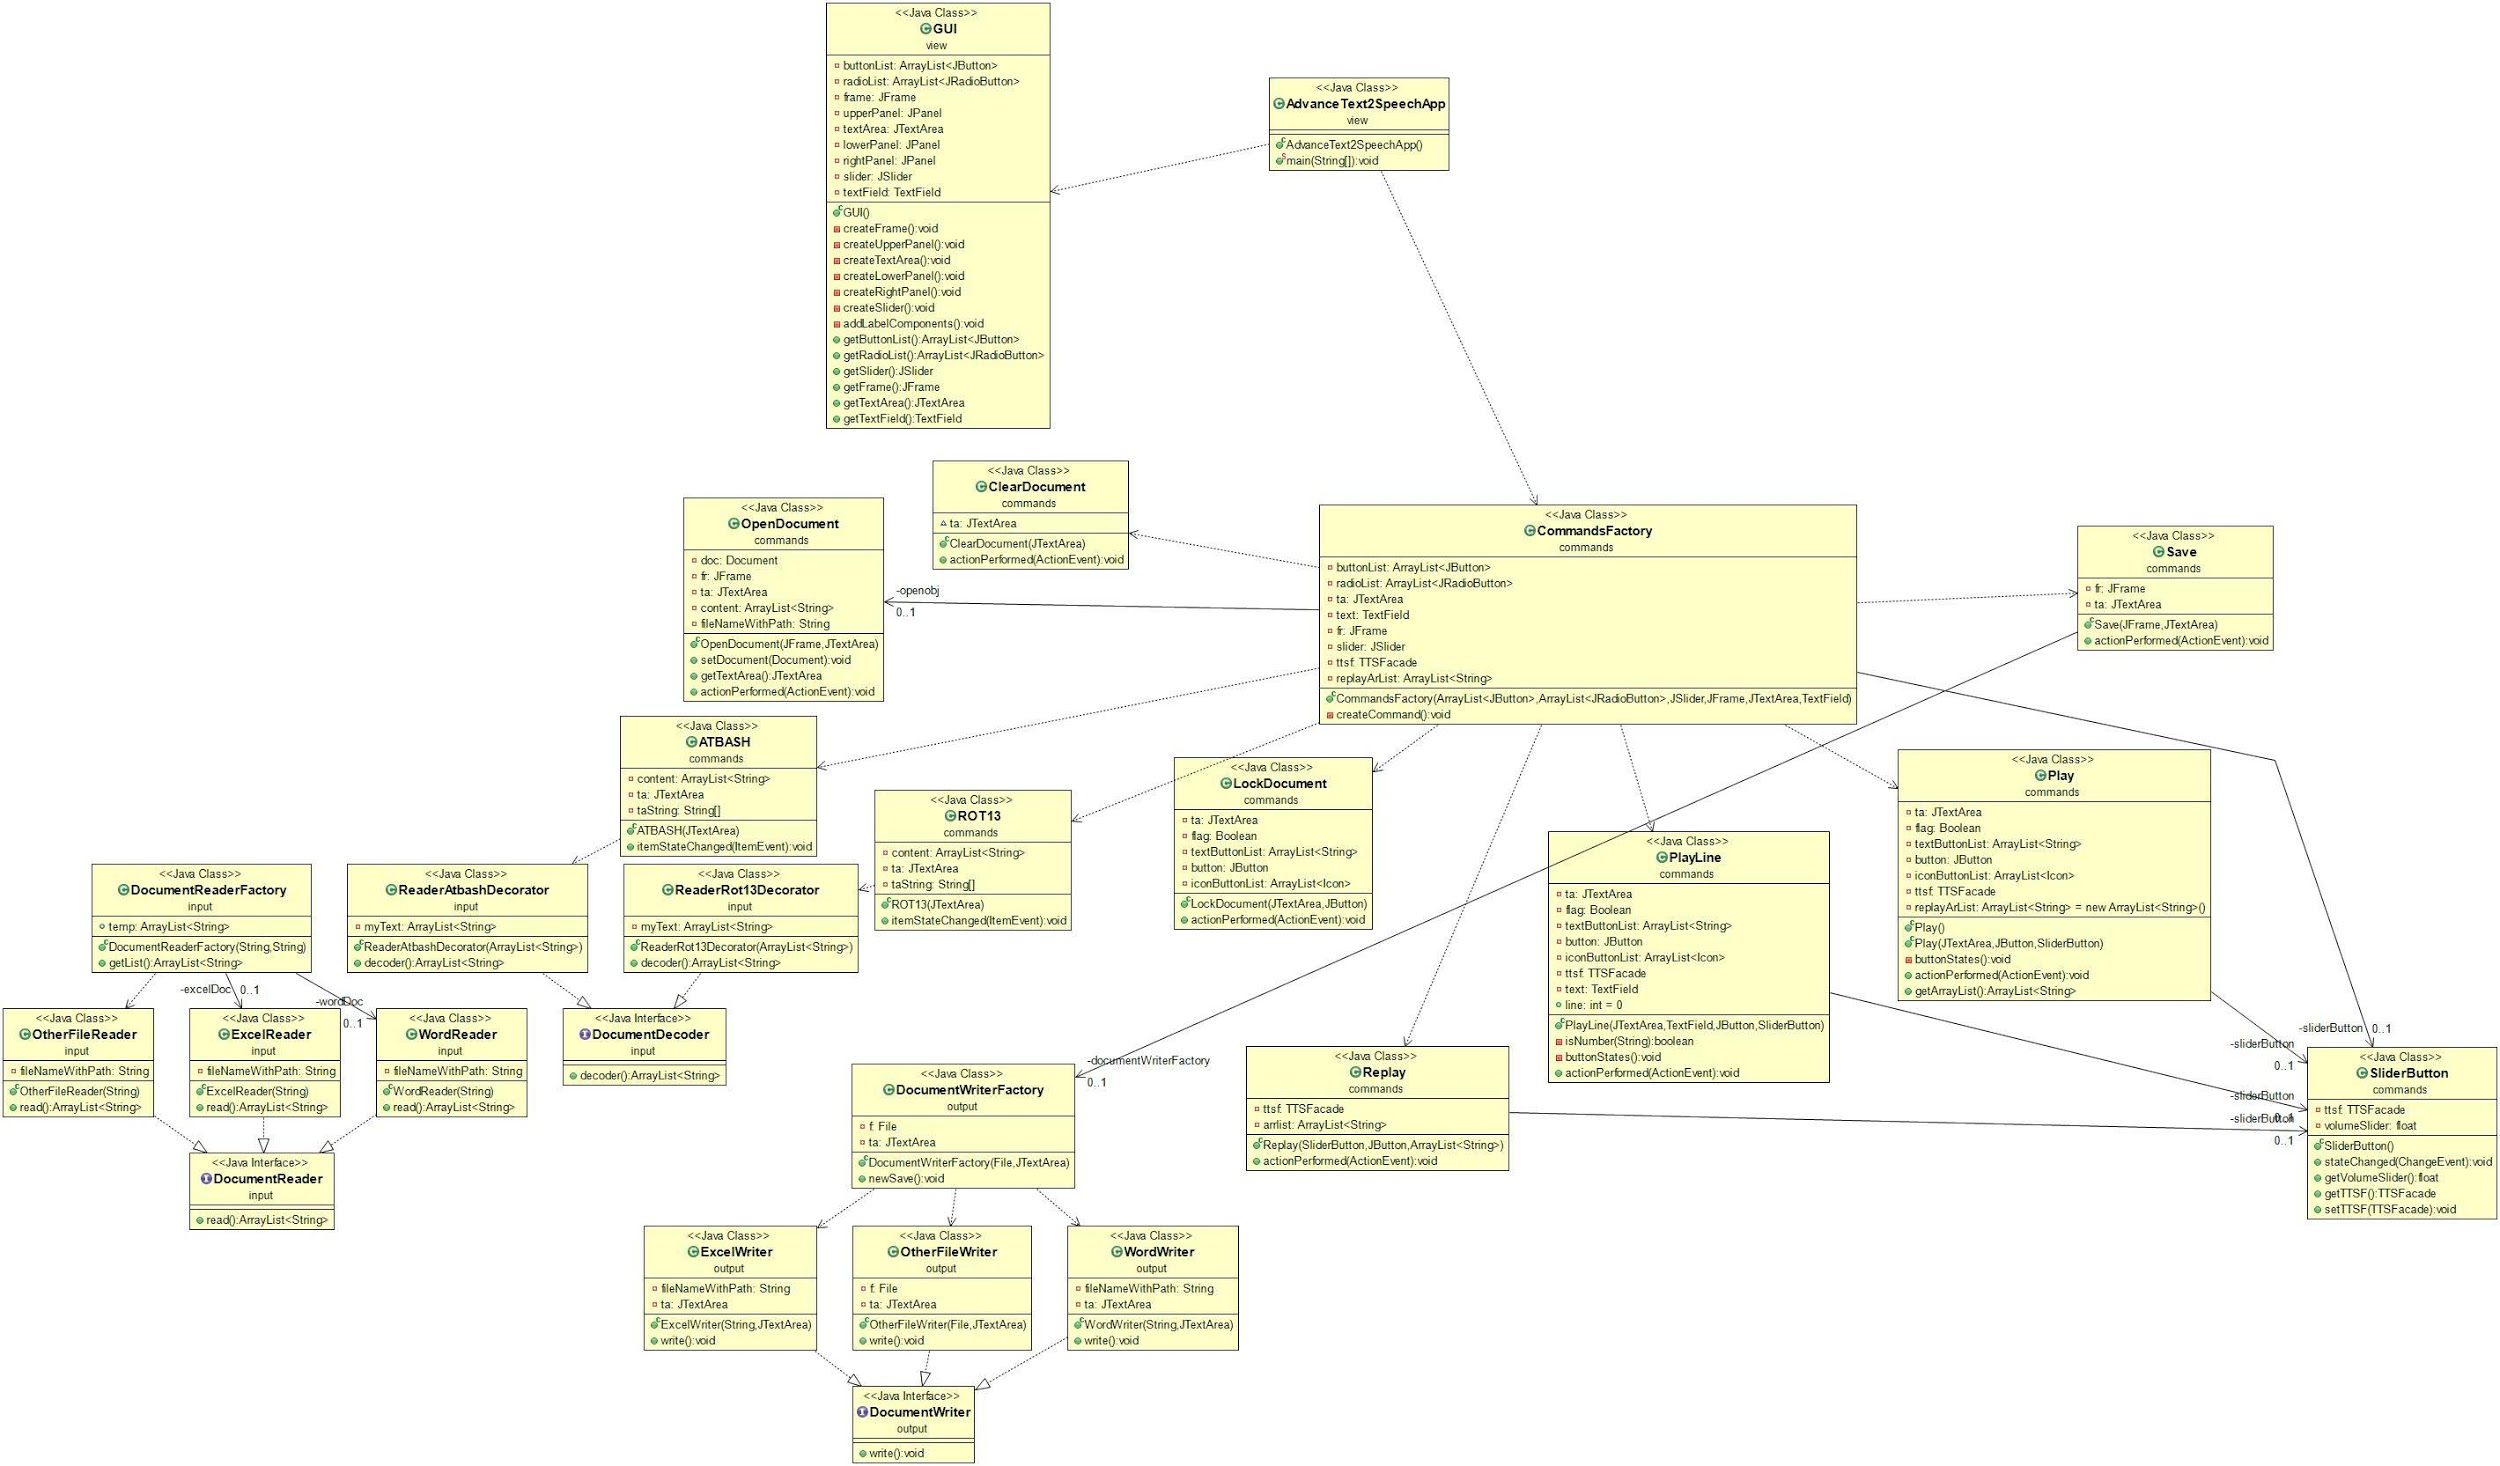 <<Java Class>>
GUI
view
buttonList: ArrayList<JButton>
radioList: ArrayList<JRadioButton>
frame: JFrame
upperPanel: JPanel
textArea: JTextArea
lowerPanel: JPanel
rightPanel: JPanel
slider: JSlider
textField: TextField
GUI()
createFrame():void
createUpperPanel():void
createTextArea():void
createLowerPanel():void
createRightPanel():void
createSlider():void
addLabelComponents():void
getButtonList():ArrayList<JButton>
getRadioList():ArrayList<JRadioButton>
getSlider():JSlider
getFrame():JFrame
getTextArea():JTextArea
getTextField():TextField
<<Java Class>>
AdvanceText2SpeechApp
view
AdvanceText2SpeechApp()
main(String[]):void
<<Java Class>>
ClearDocument
commands
ta: JTextArea
ClearDocument(JTextArea)
actionPerformed(ActionEvent):void
<<Java Class>>
OpenDocument
commands
doc: Document
fr: JFrame
ta: JTextArea
content: ArrayList<String>
fileNameWithPath: String
OpenDocument(JFrame,JTextArea)
setDocument(Document):void
getTextArea():JTextArea
actionPerformed(ActionEvent):void
-openobj
0..1
<<Java Class>>
CommandsFactory
commands
buttonList: ArrayList<JButton>
radioList: ArrayList<JRadioButton>
ta: JTextArea
text: TextField
fr: JFrame
slider: JSlider
ttsf: TTSFacade
replayArList: ArrayList<String>
CommandsFactory(ArrayList<JButton>,ArrayList<JRadioButton>,JSlider,JFrame,JTextArea,TextField)
createCommand():void
<<Java Class>>
Save
commands
fr: JFrame
ta: JTextArea
Save(JFrame,JTextArea)
actionPerformed(ActionEvent):void
<<Java Class>>
ATBASH
commands
content: ArrayList<String>
ta: JTextArea
taString: String[]
ATBASH(JTextArea)
itemStateChanged(ItemEvent):void
<<Java Class>>
ROT13
commands
content: ArrayList<String>
ta: JTextArea
taString: String[]
ROT13(JTextArea)
itemStateChanged(ItemEvent):void
<<Java Class>>
LockDocument
commands
ta: JTextArea
flag: Boolean
textButtonList: ArrayList<String>
button: JButton
iconButtonList: ArrayList<Icon>
LockDocument(JTextArea,JButton)
actionPerformed(ActionEvent):void
<<Java Class>>
PlayLine
commands
ta: JTextArea
flag: Boolean
textButtonList: ArrayList<String>
button: JButton
iconButtonList: ArrayList<Icon>
ttsf: TTSFacade
text: TextField
line: int = 0
PlayLine(JTextArea,TextField,JButton,SliderButton)
isNumber(String):boolean
buttonStates():void
actionPerformed(ActionEvent):void
<<Java Class>>
Play
commands
ta: JTextArea
flag: Boolean
textButtonList: ArrayList<String>
button: JButton
iconButtonList: ArrayList<Icon>
ttsf: TTSFacade
replayArList: ArrayList<String> = new ArrayList<String>()
Play()
Play(JTextArea,JButton,SliderButton)
buttonStates():void
actionPerformed(ActionEvent):void
getArrayList():ArrayList<String>
<<Java Class>>
DocumentReaderFactory
input
temp: ArrayList<String>
DocumentReaderFactory(String,String)
getList():ArrayList<String>
<<Java Class>>
ReaderAtbashDecorator
input
myText: ArrayList<String>
ReaderAtbashDecorator(ArrayList<String>)
decoder():ArrayList<String>
<<Java Class>>
ReaderRot13Decorator
input
myText: ArrayList<String>
ReaderRot13Decorator(ArrayList<String>)
decoder():ArrayList<String>
-excelDoc
0..1
-wordDoc
0..1
<<Java Class>>
OtherFileReader
input
fileNameWithPath: String
OtherFileReader(String)
read():ArrayList<String>
<<Java Class>>
ExcelReader
input
fileNameWithPath: String
ExcelReader(String)
read():ArrayList<String>
<<Java Class>>
WordReader
input
fileNameWithPath: String
WordReader(String)
read():ArrayList<String>
<<Java Interface>>
DocumentDecoder
input
decoder():ArrayList<String>
<<Java Interface>>
DocumentReader
input
read():ArrayList<String>
-documentWriterFactory
0..1
<<Java Class>>
DocumentWriterFactory
output
f: File
ta: JTextArea
DocumentWriterFactory(File,JTextArea)
newSave():void
<<Java Class>>
Replay
commands
ttsf: TTSFacade
arrlist: ArrayList<String>
Replay(SliderButton,JButton,ArrayList<String>)
actionPerformed(ActionEvent):void
-sliderButton
0..1
-sliderButton
0..1
-sliderButton
0..1
-sliderButton
0..1
<<Java Class>>
SliderButton
commands
ttsf: TTSFacade
volumeSlider: float
SliderButton()
stateChanged(ChangeEvent):void
getVolumeSlider():float
getTTSF():TTSFacade
setTTSF(TTSFacade):void
<<Java Class>>
ExcelWriter
output
fileNameWithPath: String
ta: JTextArea
ExcelWriter(String,JTextArea)
write():void
<<Java Class>>
OtherFileWriter
output
f: File
ta: JTextArea
OtherFileWriter(File,JTextArea)
write():void
<<Java Class>>
WordWriter
output
fileNameWithPath: String
ta: JTextArea
WordWriter(String,JTextArea)
write():void
<<Java Interface>>
DocumentWriter
output
write():void